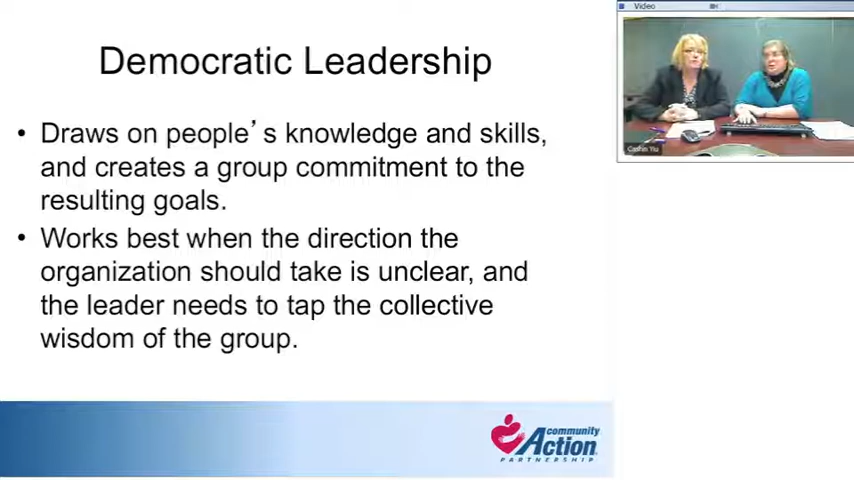 Video
Democratic Leadership
• Draws on people’s knowledge and skills,
and creates a group commitment to the
resulting goals.
• Works best when the direction the
organization should take is unclear, and
the leader needs to tap the collective
wisdom of the group.
community
Action
PARTNERSHIP